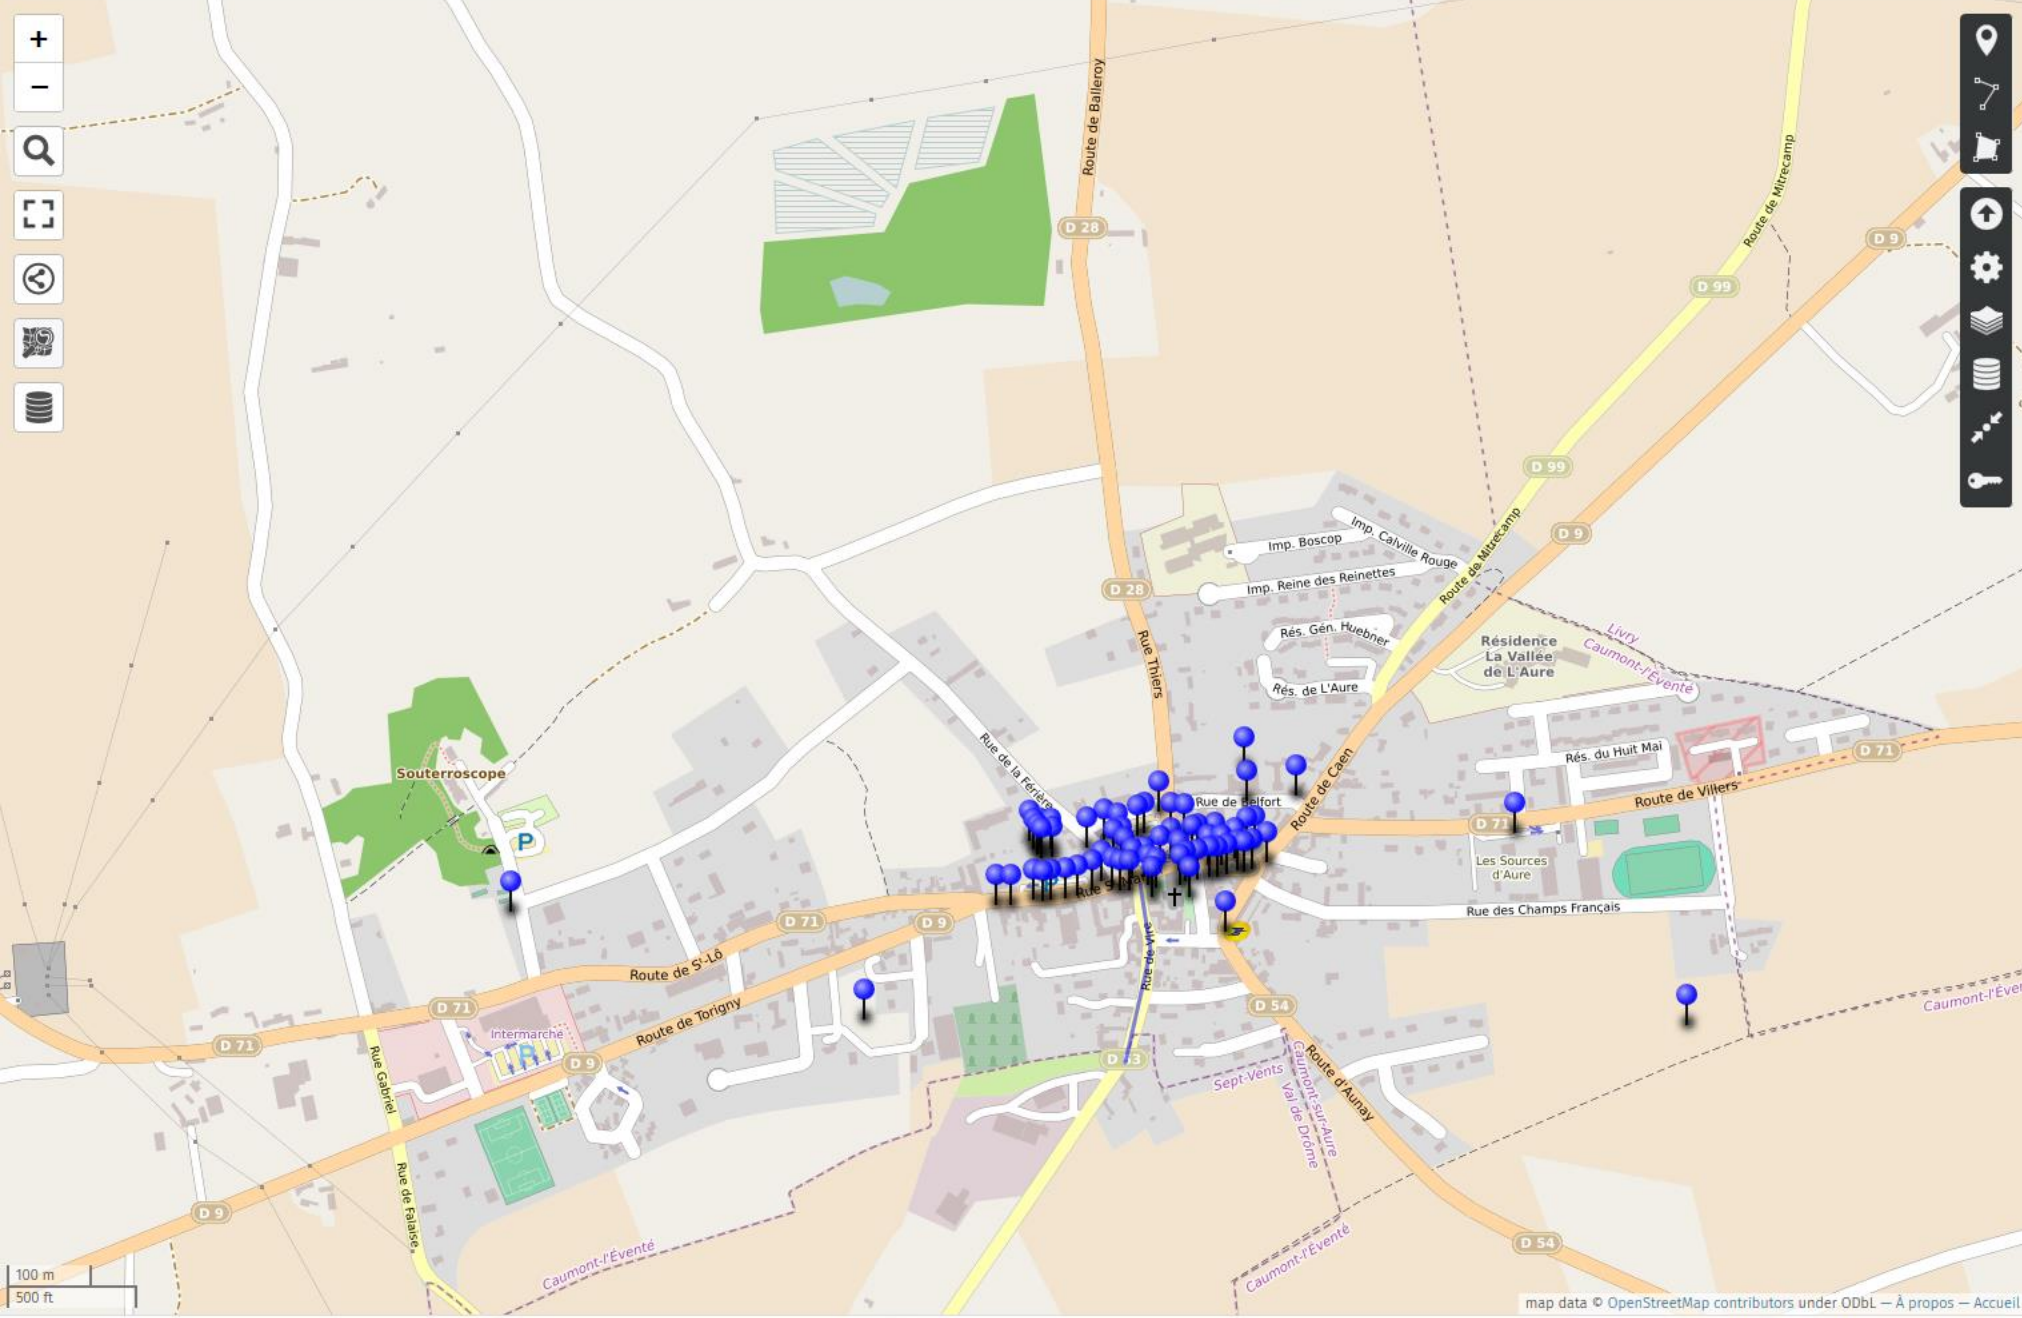 +
−
Route de Balleroy
D 28
Route de Mitrecamp
D 9
D 99
D 99
D 9
Imp. Calville Rouge
Imp. Boscop
Route de Mitrecamp
Imp. Reine des Reinettes
D 28
Rés. Gén. Huebner
Livry
Caumont-l'Éventé
Résidence
La Vallée
de L'Aure
Rue Thiers
Rés. de L'Aure
Rue de la Férière
Souterroscope
Rés. du Huit Mai
D 71
Route de Caen
Rue de Belfort
Route de Villers
D 71
P
Les Sources
d'Aure
Rue des Champs Français
D 71
D 9
Rue de Vire
Route de St-Lô
D 71
Route de Torigny
D 54
Caumont-l'Éve
Intermarché
P
D 71
D 9
Rue Gabriel
Sept-Vents
Caumont-sur-Aure
Val de Drôme
Route d'Aunay
Rue de Falaise
D 9
Caumont-l'Éventé
Caumont-l'Éventé
D 54
100 m
500 ft
map data © OpenStreetMap contributors under ODbL — À propos — Accueil